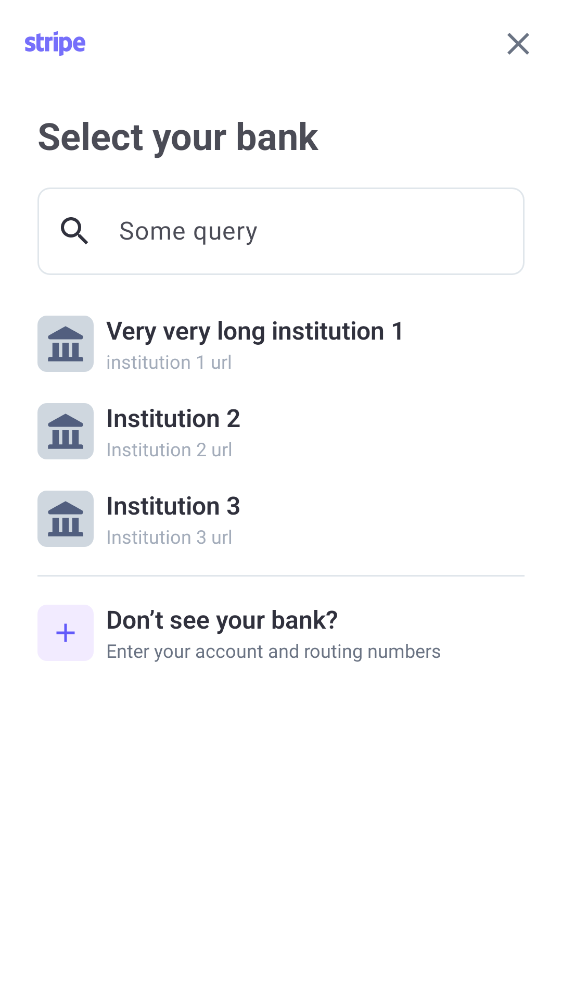 stripe
Select your bank
Some query
Very very long institution 1
institution 1 url
Institution 2
Institution 2 url
Institution 3
Institution 3 url
Don’t see your bank?
Enter your account and routing numbers